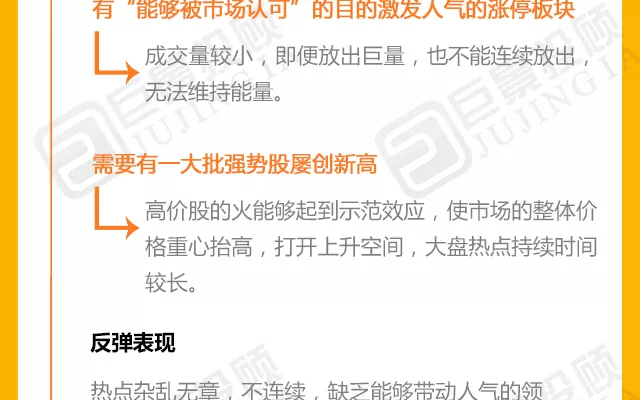 有“能够被市场认可”的目的激发人气的涨停板块
成交量较小，即便放出巨量，也不能连续放出，
无法维持能量。
需要有一大批强势股屡创新高
高价股的火能够起到示范效应，使市场的整体价
格重心抬高，打开上升空间，大盘热点持续时间
较长。
反弹表现
热点杂乱无章，不连续，缺乏能够带动人气的领
巨景投顾
JUJINGTA